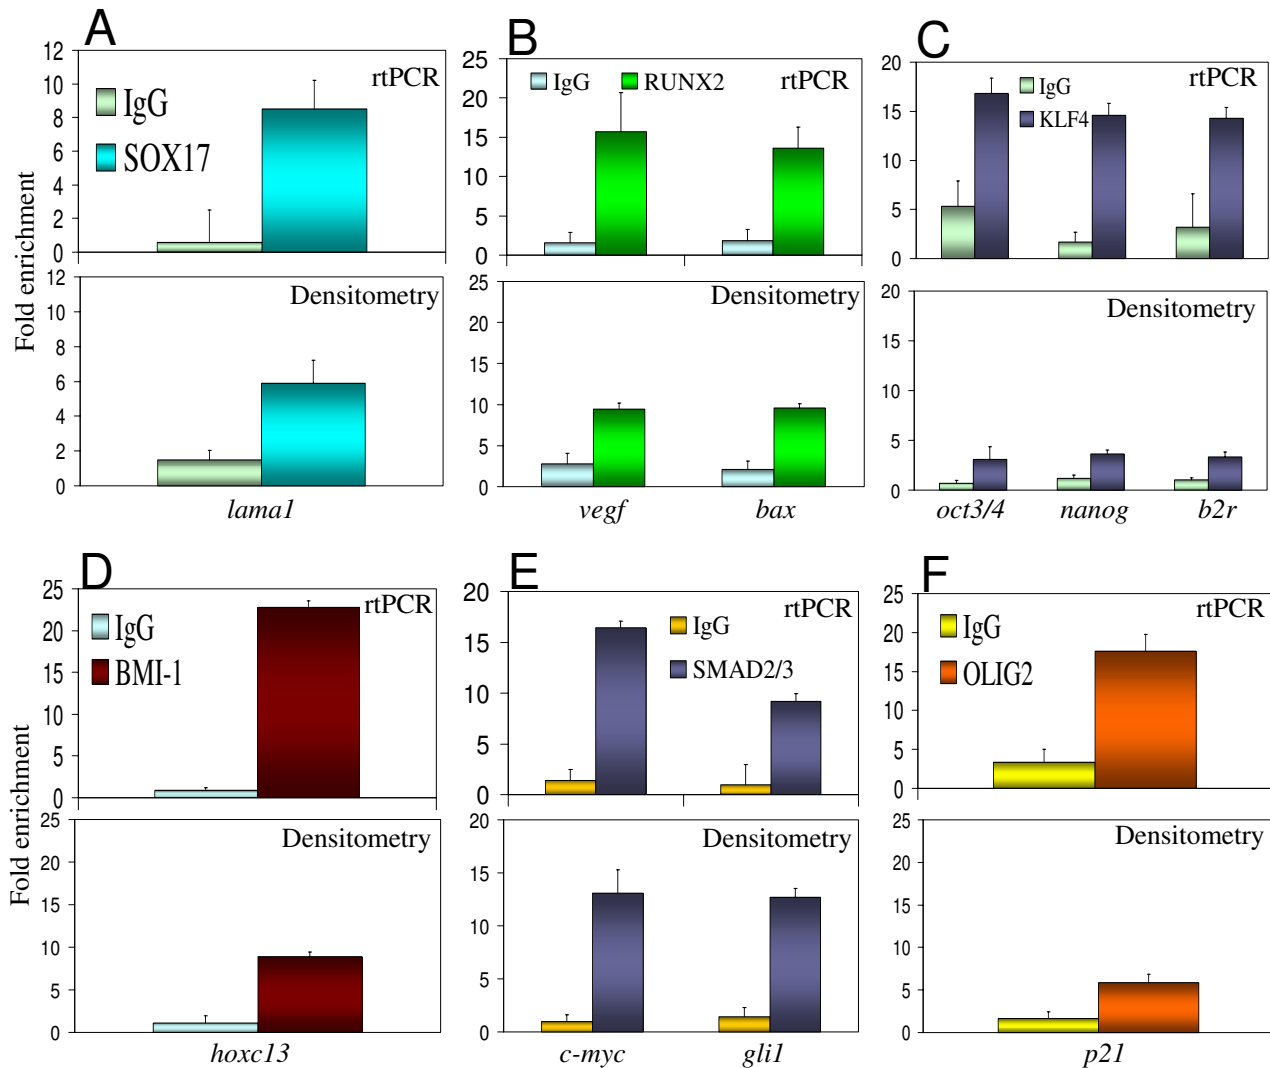 A
12
10
8
6
4
2
0
rtPCR
IgG
SOX17
Fold enrichment
12
10
8
6
4
2
0
Densitometry
lama1
B
25
20
15
10
5
0
IgG RUNX2
rtPCR
25
20
15
10
5
0
Densitometry
vegf bax
C
20
15
10
5
0
rtPCR
IgG
KLF4
20
15
10
5
0
Densitometry
oct3/4 nanog b2r
D
25
20
15
10
5
0
rtPCR
IgG
BMI-1
Fold enrichment
25
20
15
10
5
0
Densitometry
hoxc13
E
20
15
10
5
0
rtPCR
IgG
SMAD2/3
20
15
10
5
0
Densitometry
c-myc gli1
F
25
20
15
10
5
0
rtPCR
IgG
OLIG2
25
20
15
10
5
0
Densitometry
p21